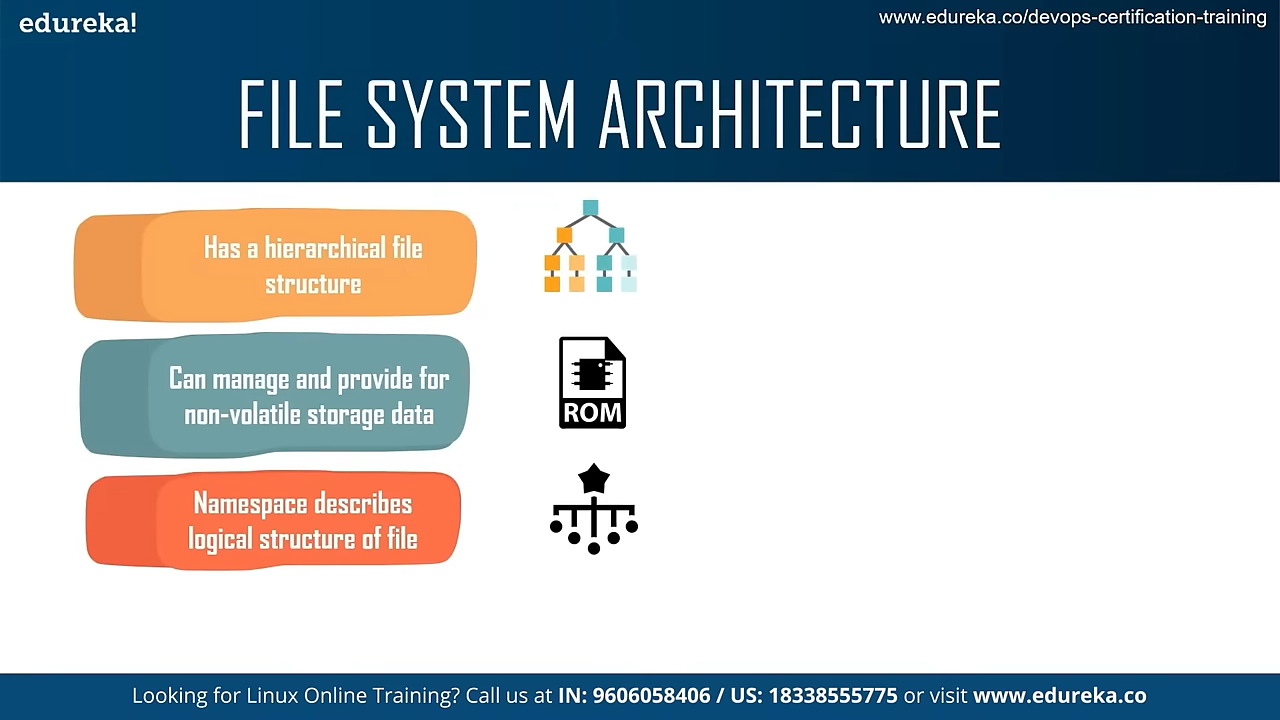 edureka!
www.edureka.co/devops-certification-training
FILE SYSTEM ARCHITECTURE
Has a hierarchical file
structure
Can manage and provide for
non-volatile storage data
ROM
Namespace describes
logical structure of file
Looking for Linux Online Training? Call us at IN: 9606058406 / US: 18338555775 or visit www.edureka.co